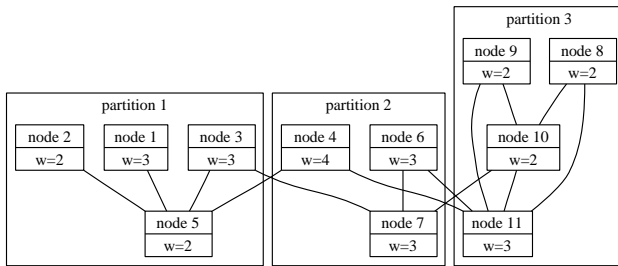 partition 3
node 9
node 8
w=2
w=2
partition 1
partition 2
node 2
node 1
node 3
node 4
node 6
node 10
w=2
w=3
w=3
w=4
w=3
w=2
node 5
node 7
node 11
w=2
w=3
w=3